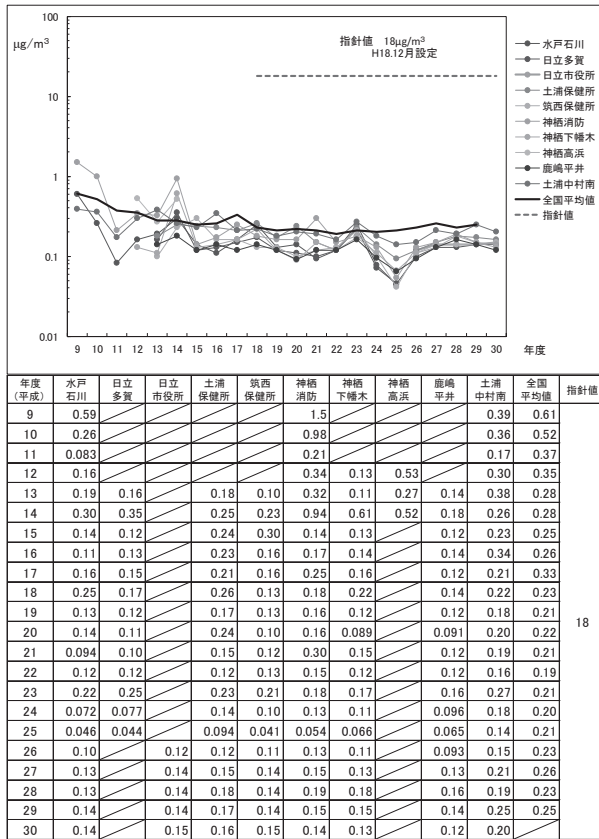 μg/m³
100
10
1
0.1
0.01
指針値 18μg/m³
H18.12月設定
9 10 11 12 13 14 15 16 17 18 19 20 21 22 23 24 25 26 27 28 29 30 年度
水戸石川
日立多賀
日立市役所
土浦保健所
筑西保健所
神栖消防
神栖下幡木
神栖高浜
鹿嶋平井
土浦中村南
全国平均値
指針値
年度 水戸 日立 日立 土浦 筑西 神栖 神栖 神栖 鹿嶋 土浦 全国 指針値
(平成) 石川 多賀 市役所 保健所 保健所 消防 下幡木 高浜 平井 中村南 平均値
9 0.59 1.5 0.39 0.61
10 0.26 0.98 0.36 0.52
11 0.083 0.21 0.17 0.37
12 0.16 0.34 0.13 0.53 0.30 0.35
13 0.19 0.16 0.18 0.10 0.32 0.11 0.27 0.14 0.38 0.28
14 0.30 0.35 0.25 0.23 0.94 0.61 0.52 0.18 0.26 0.28
15 0.14 0.12 0.24 0.30 0.14 0.13 0.12 0.23 0.25
16 0.11 0.13 0.23 0.16 0.17 0.14 0.14 0.34 0.26
17 0.16 0.15 0.21 0.16 0.25 0.16 0.12 0.21 0.33
18 0.25 0.17 0.26 0.13 0.18 0.22 0.14 0.22 0.23
19 0.13 0.12 0.17 0.13 0.16 0.12 0.12 0.18 0.21
18
20 0.14 0.11 0.24 0.10 0.16 0.089 0.091 0.20 0.22
21 0.094 0.10 0.15 0.12 0.30 0.15 0.12 0.19 0.21
22 0.12 0.12 0.12 0.13 0.15 0.12 0.12 0.16 0.19
23 0.22 0.25 0.23 0.21 0.18 0.17 0.16 0.27 0.21
24 0.072 0.077 0.14 0.10 0.13 0.11 0.096 0.18 0.20
25 0.046 0.044 0.094 0.041 0.054 0.066 0.065 0.14 0.21
26 0.10 0.12 0.12 0.11 0.13 0.11 0.093 0.15 0.23
27 0.13 0.14 0.15 0.14 0.15 0.13 0.13 0.21 0.26
28 0.13 0.14 0.18 0.14 0.19 0.18 0.16 0.19 0.23
29 0.14 0.14 0.17 0.14 0.15 0.15 0.14 0.25 0.25
30 0.14 0.15 0.16 0.15 0.14 0.13 0.12 0.20